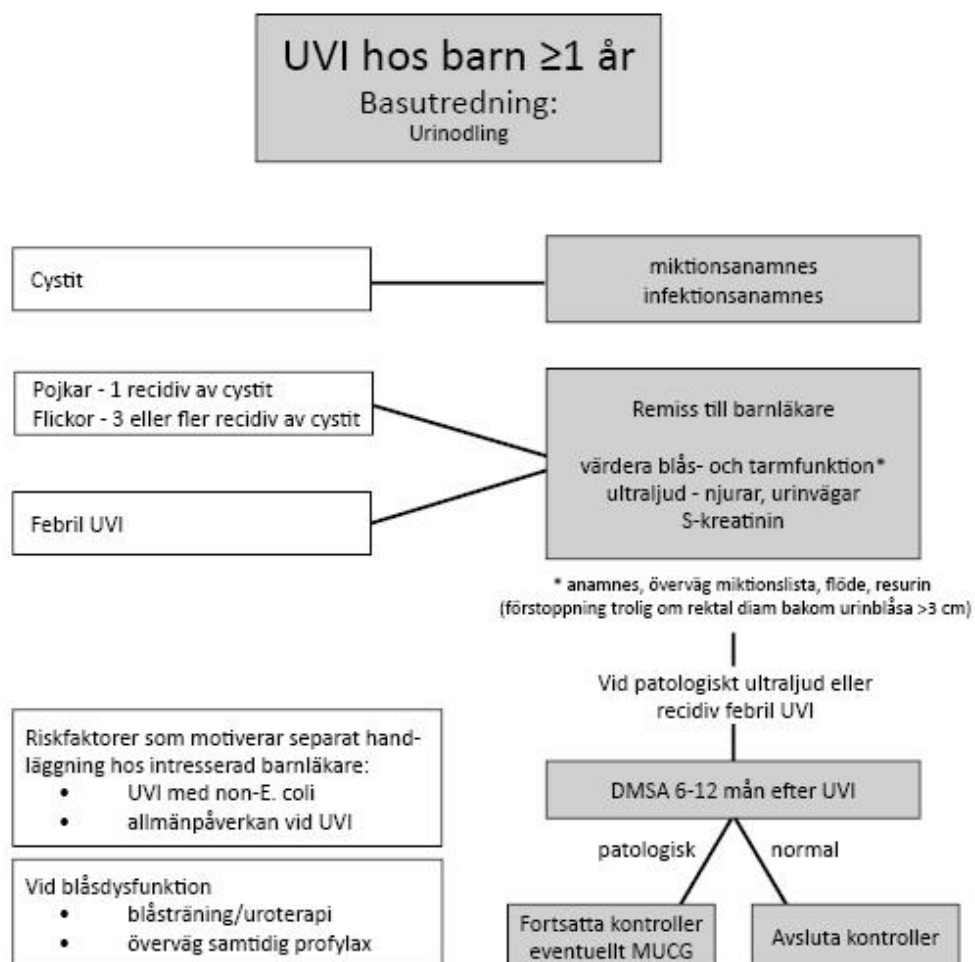 UVI hos barn ≥1 år
Basutredning:
Urinodling
Cystit
miktionsanamnes
infektionsanamnes
Pojkar - 1 recidiv av cystit
Flickor - 3 eller fler recidiv av cystit
Febril UVI
Remiss till barnläkare
värdera blås- och tarmfunktion*
ultraljud - njurar, urinvägar
S-kreatinin
* anamnes, överväg miktionslista, flöde, resurin
(förstoppning trolig om rektal diam bakom urinblåsa >3 cm)
Vid patologiskt ultraljud eller
recidiv febril UVI
DMSA 6-12 mån efter UVI
patologisk
normal
Fortsatta kontroller
eventuellt MUCG
Avsluta kontroller
Riskfaktorer som motiverar separat hand-
läggning hos intresserad barnläkare:
• UVI med non-E. coli
• allmänpåverkan vid UVI
Vid blåsdysfunktion
• blåsträning/uroterapi
• överväg samtidig profylax